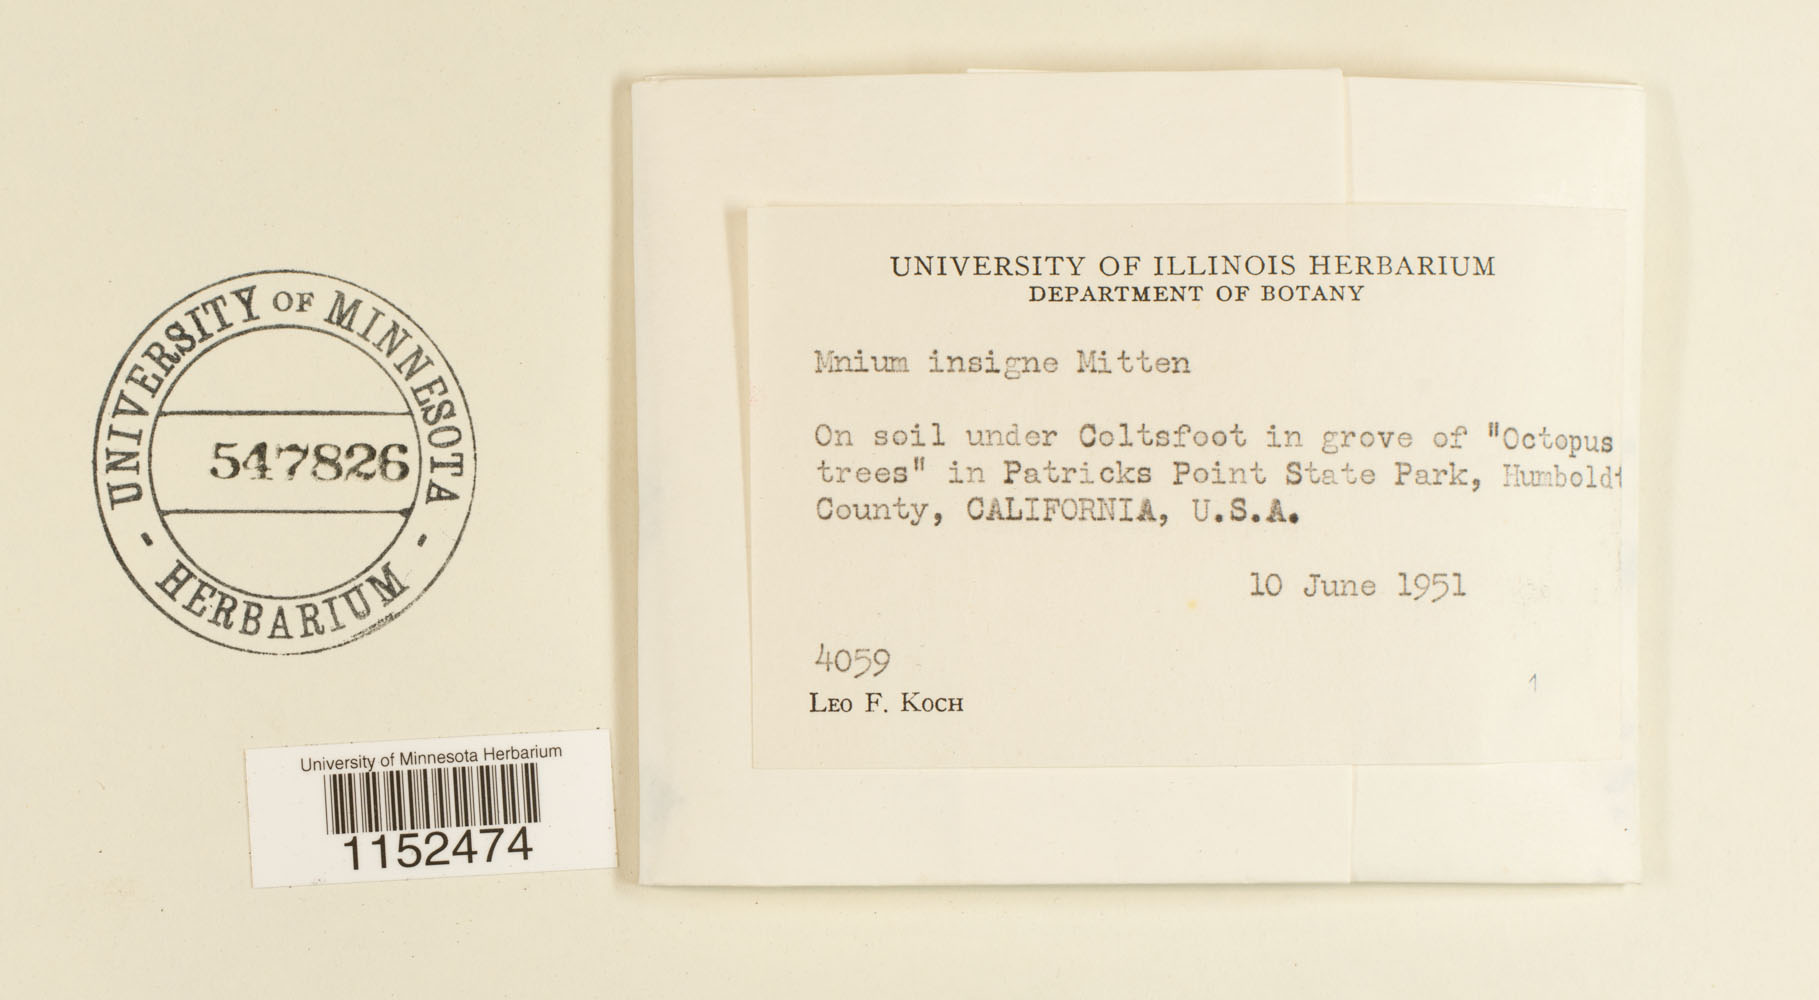 UNIVERSITY OF MINNESOTA
547826
- HERBARIUM -
University of Minnesota Herbarium
1152474
UNIVERSITY OF ILLINOIS HERBARIUM
DEPARTMENT OF BOTANY
Mnium insigne Mitten
On soil under Coltsfoot in grove of "Octopus
trees" in Patricks Point State Park, Humboldt
County, CALIFORNIA, U.S.A.
10 June 1951
4059
LEO F. KOCH
1